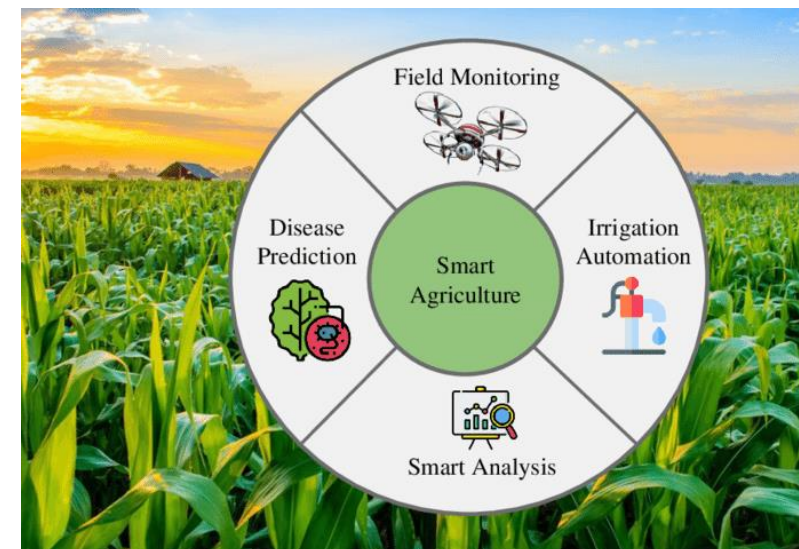 Field Monitoring
Disease
Prediction
Smart
Agriculture
Irrigation
Automation
Smart Analysis